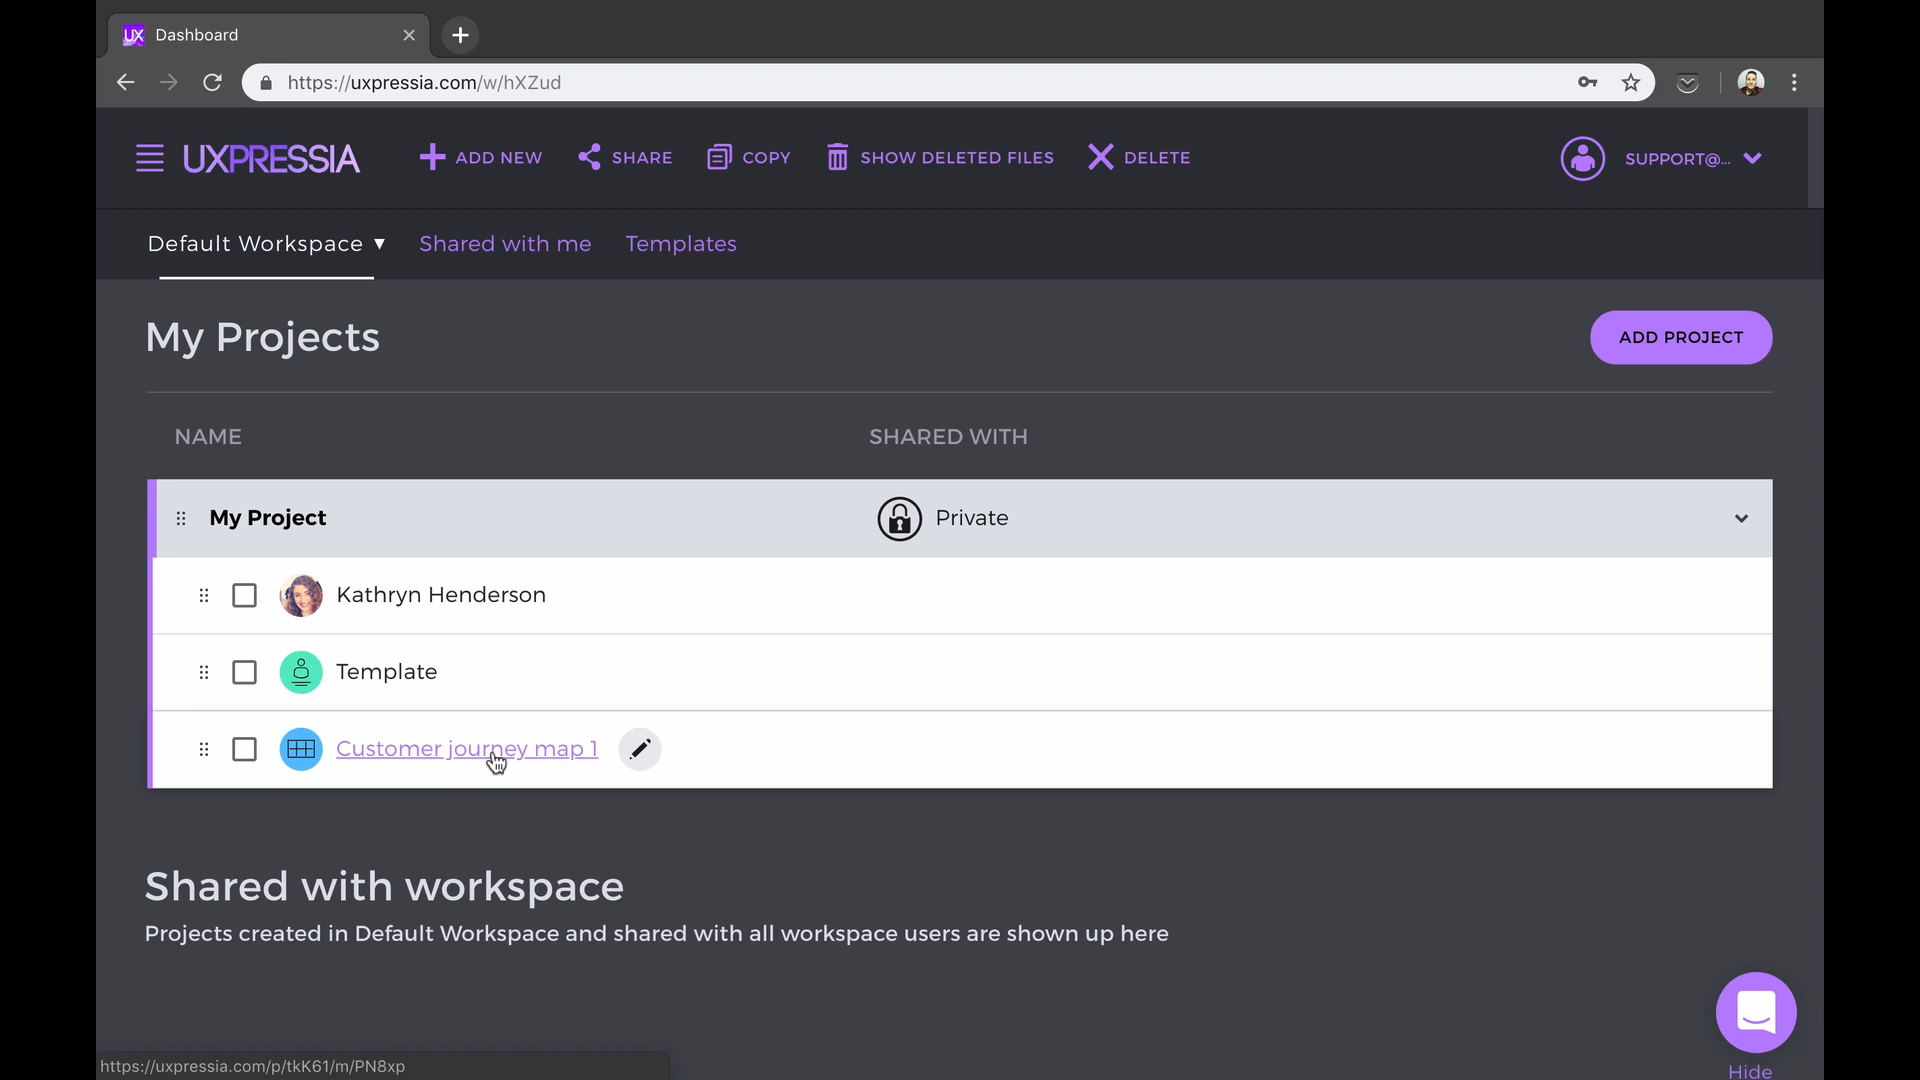 UX Dashboard
https://uxpressia.com/w/hXZud
UXPRESSIA ADD NEW SHARE COPY SHOW DELETED FILES DELETE SUPPORT@...
Default Workspace Shared with me Templates
My Projects ADD PROJECT
NAME SHARED WITH
My Project Private
Kathryn Henderson
Template
Customer journey map 1
Shared with workspace
Projects created in Default Workspace and shared with all workspace users are shown up here
https://uxpressia.com/p/tkK61/m/PN8xp
Hide